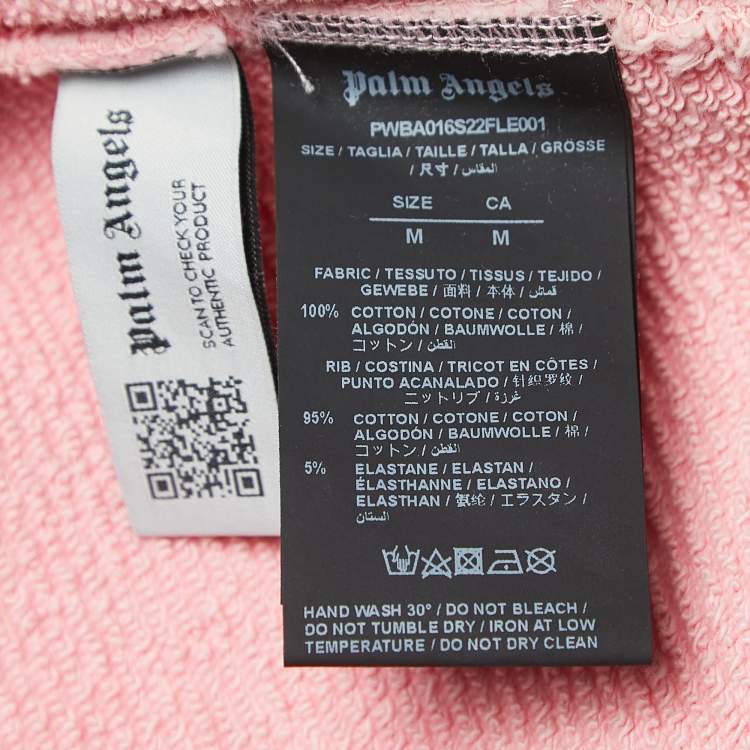 Palm Angels
SCAN TO CHECK YOUR
AUTHENTIC PRODUCT
Palm Angels
PWBA016S22FLE001
SIZE / TAGLIA / TAILLE / TALLA / GRÖSSE
/ 尺寸 / المقاس
SIZE CA
M M
FABRIC / TESSUTO / TISSUS / TEJIDO /
GEWEBE / 面料 / 本体 / قماش /
100% COTTON / COTONE / COTON /
ALGODÓN / BAUMWOLLE / 棉 /
コットン / القطن /
RIB / COSTINA / TRICOT EN CÔTES /
PUNTO ACANALADO / 针织罗纹 /
ニットリブ / غرزة /
95% COTTON / COTONE / COTON /
ALGODÓN / BAUMWOLLE / 棉 /
コットン / القطن /
5% ELASTANE / ELASTAN /
ÉLASTHANNE / ELASTANO /
ELASTHAN / 氨纶 / エラスタン /
الستان
HAND WASH 30° / DO NOT BLEACH /
DO NOT TUMBLE DRY / IRON AT LOW
TEMPERATURE / DO NOT DRY CLEAN